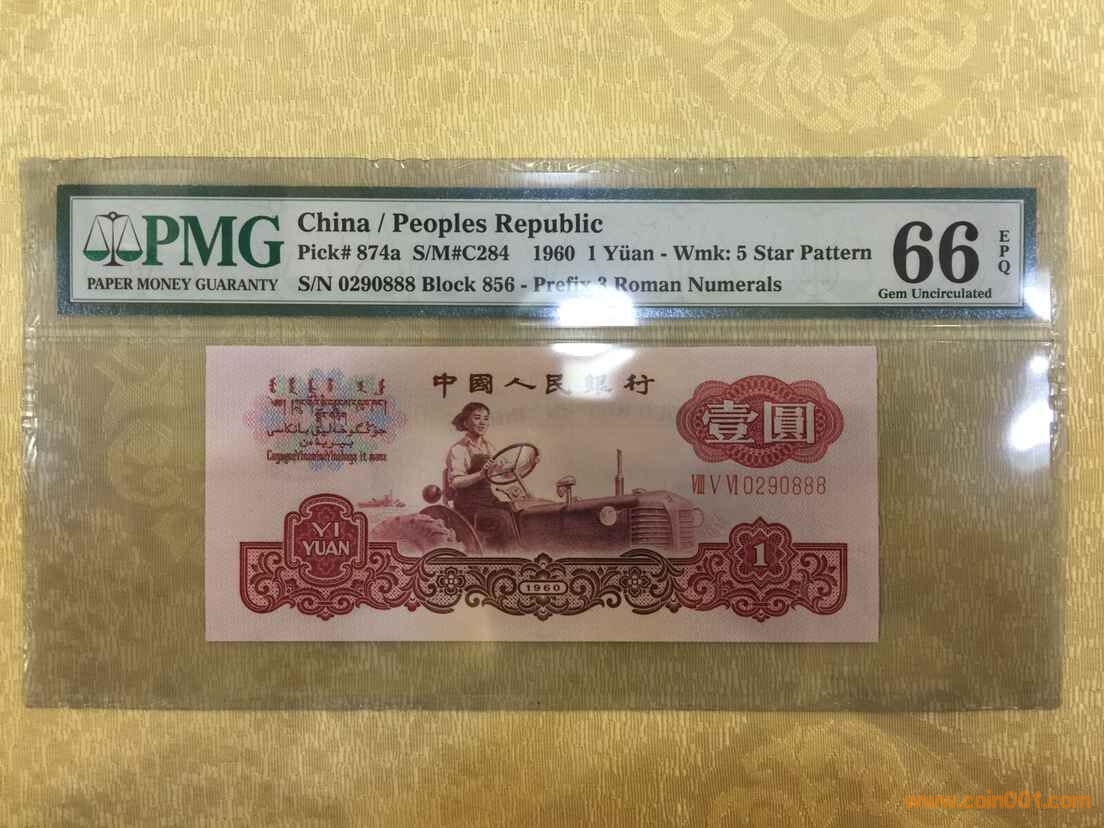 PMG
PAPER MONEY GUARANTY
China / Peoples Republic
Pick# 874a S/M#C284 1960 1 Yüan - Wmk: 5 Star Pattern
S/N 0290888 Block 856 - Prefix 3 Roman Numerals
66
EPQ
Gem Uncirculated
中國人民銀行
壹圓
VIII V VI 0290888
YI
YUAN
1
1960
www.coin001.com